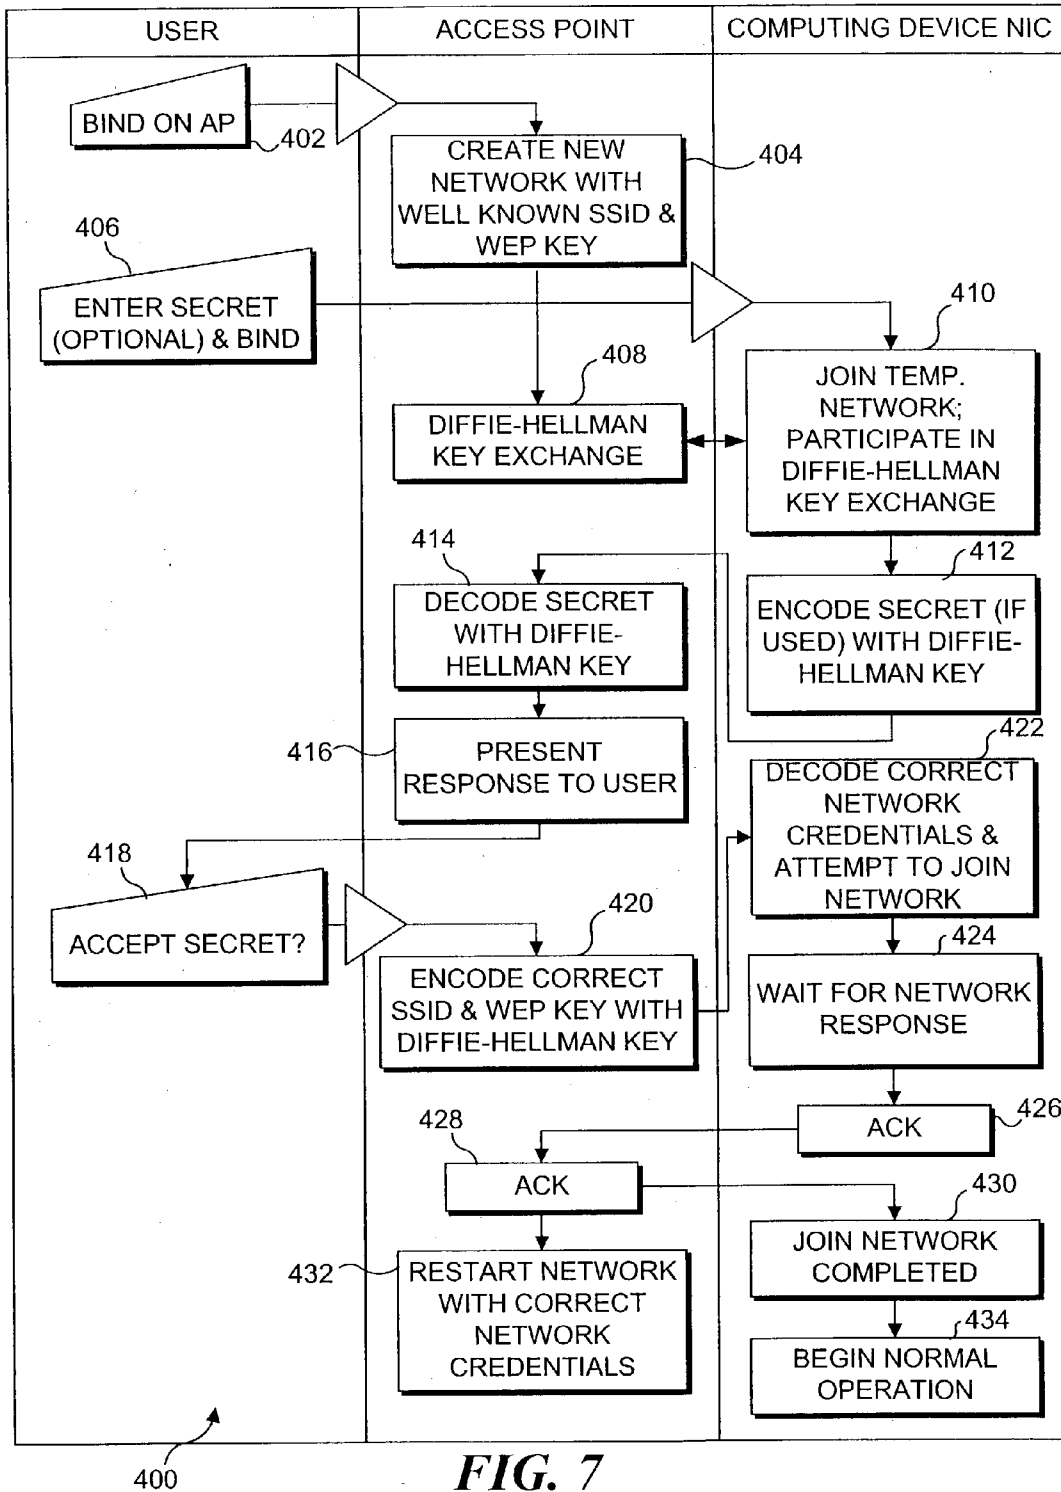 USER
ACCESS POINT
COMPUTING DEVICE NIC
BIND ON AP
402
CREATE NEW
NETWORK WITH
WELL KNOWN SSID &
WEP KEY
404
406
ENTER SECRET
(OPTIONAL) & BIND
408
DIFFIE-HELLMAN
KEY EXCHANGE
410
JOIN TEMP.
NETWORK;
PARTICIPATE IN
DIFFIE-HELLMAN
KEY EXCHANGE
412
ENCODE SECRET (IF
USED) WITH DIFFIE-
HELLMAN KEY
414
DECODE SECRET
WITH DIFFIE-
HELLMAN KEY
416
PRESENT
RESPONSE TO USER
418
ACCEPT SECRET?
420
ENCODE CORRECT
SSID & WEP KEY WITH
DIFFIE-HELLMAN KEY
422
DECODE CORRECT
NETWORK
CREDENTIALS &
ATTEMPT TO JOIN
NETWORK
424
WAIT FOR NETWORK
RESPONSE
426
ACK
428
ACK
430
JOIN NETWORK
COMPLETED
432
RESTART NETWORK
WITH CORRECT
NETWORK
CREDENTIALS
434
BEGIN NORMAL
OPERATION
400
FIG. 7